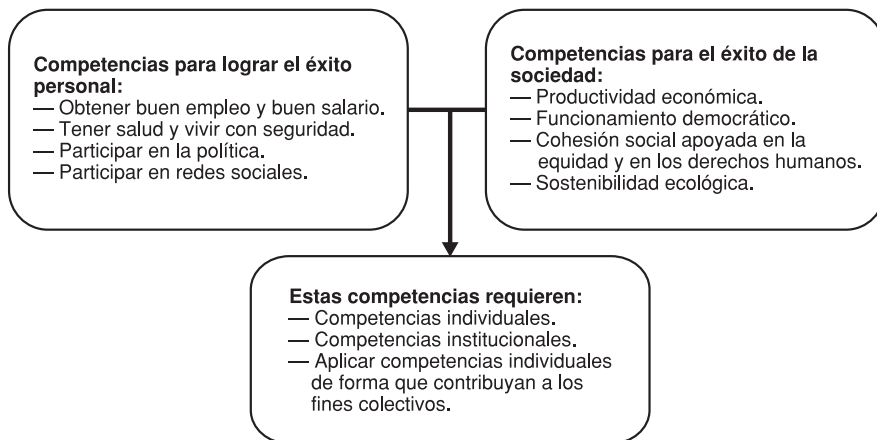 Competencias para lograr el éxito
personal:
— Obtener buen empleo y buen salario.
— Tener salud y vivir con seguridad.
— Participar en la política.
— Participar en redes sociales.
Competencias para el éxito de la
sociedad:
— Productividad económica.
— Funcionamiento democrático.
— Cohesión social apoyada en la
equidad y en los derechos humanos.
— Sostenibilidad ecológica.
Estas competencias requieren:
— Competencias individuales.
— Competencias institucionales.
— Aplicar competencias individuales
de forma que contribuyan a los
fines colectivos.